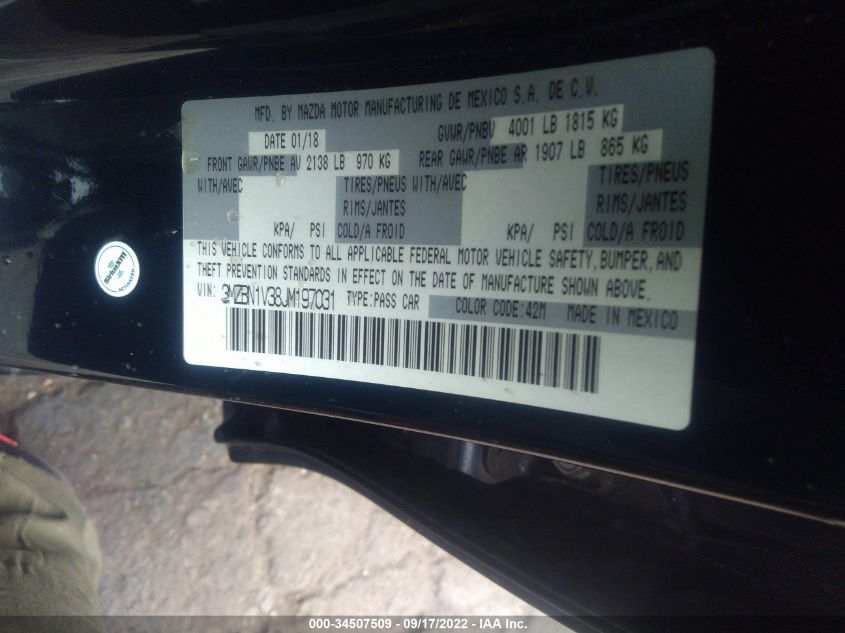 MFD. BY MAZDA MOTOR MANUFACTURING DE MEXICO S.A. DE C.V.
DATE 01/18 GVWR/PNBV 4001 LB 1815 KG
FRONT GAWR/PNBE AV 2138 LB 970 KG REAR GAWR/PNBE AR 1907 LB 865 KG
WITH/AVEC TIRES/PNEUS WITH/AVEC TIRES/PNEUS
RIMS/JANTES RIMS/JANTES
KPA/ PSI COLD/A FROID KPA/ PSI COLD/A FROID
THIS VEHICLE CONFORMS TO ALL APPLICABLE FEDERAL MOTOR VEHICLE SAFETY, BUMPER, AND
THEFT PREVENTION STANDARDS IN EFFECT ON THE DATE OF MANUFACTURE SHOWN ABOVE.
VIN: 3MZBN1V38JM197031 TYPE:PASS CAR COLOR CODE:42M MADE IN MEXICO
siriusxm
ACTIVATED
000-34507509 - 09/17/2022 - IAA Inc.